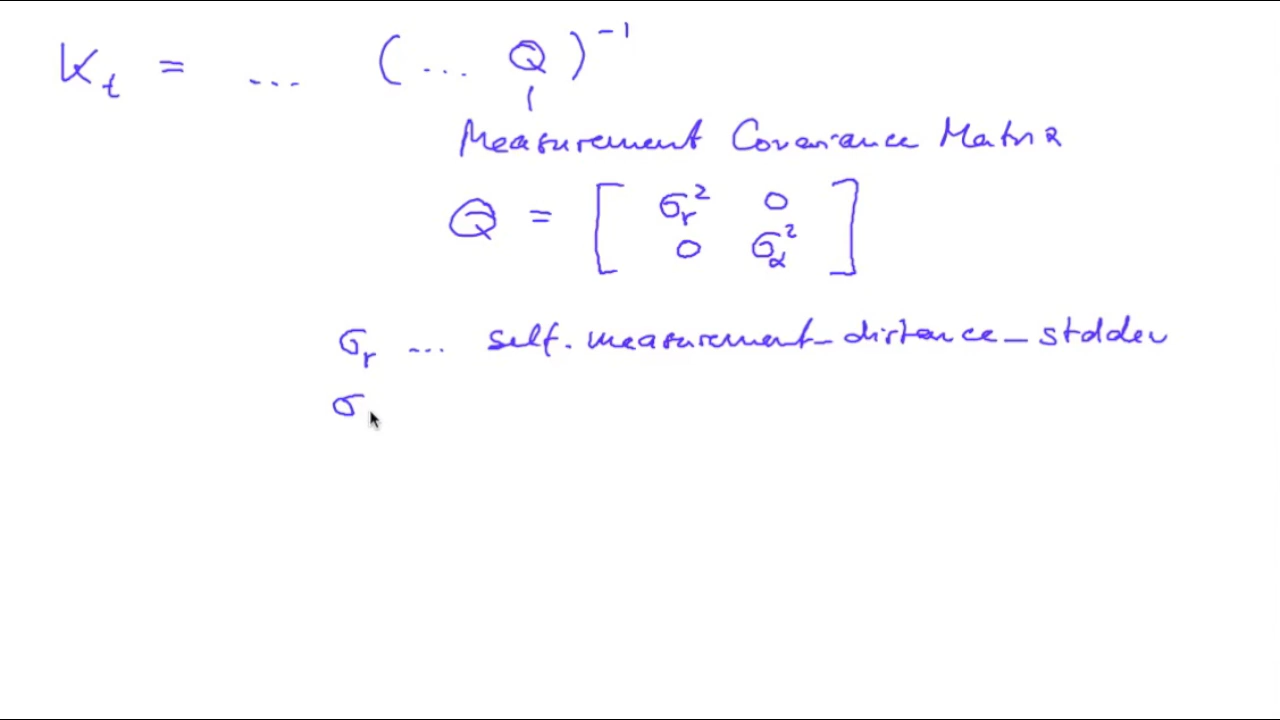 K_t = ... (... Q)^{-1}
Measurement Covariance Matrix
Q = [ σ_r^2 0
0 σ_α^2 ]
σ_r ... self.measurement_distance_stddev
σ